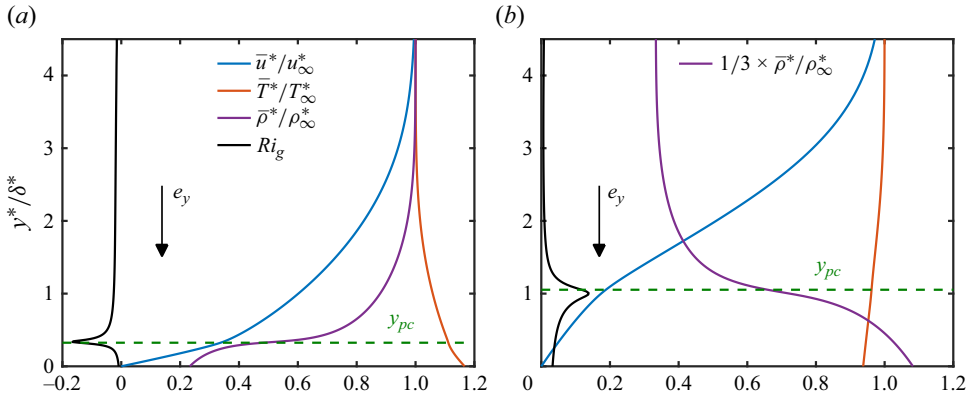 (a)
(b)
4
3
2
1
0
y*/δ*
−0.2
0
0.2
0.4
0.6
0.8
1.0
1.2
u̅*/u*∞
T̅*/T*∞
ρ̅*/ρ*∞
Ri_g
e_y
y_pc
4
3
2
1
0
0
0.2
0.4
0.6
0.8
1.0
1.2
1/3 × ρ̅*/ρ*∞
e_y
y_pc